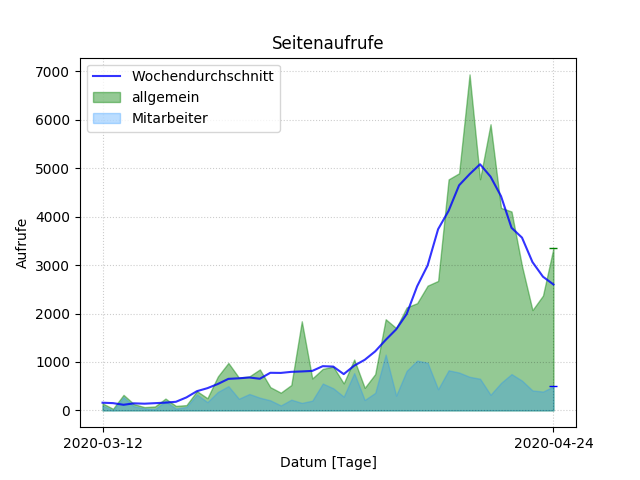 Seitenaufrufe
Wochendurchschnitt
allgemein
Mitarbeiter
7000
6000
5000
4000
3000
2000
1000
0
Aufrufe
2020-03-12
2020-04-24
Datum [Tage]